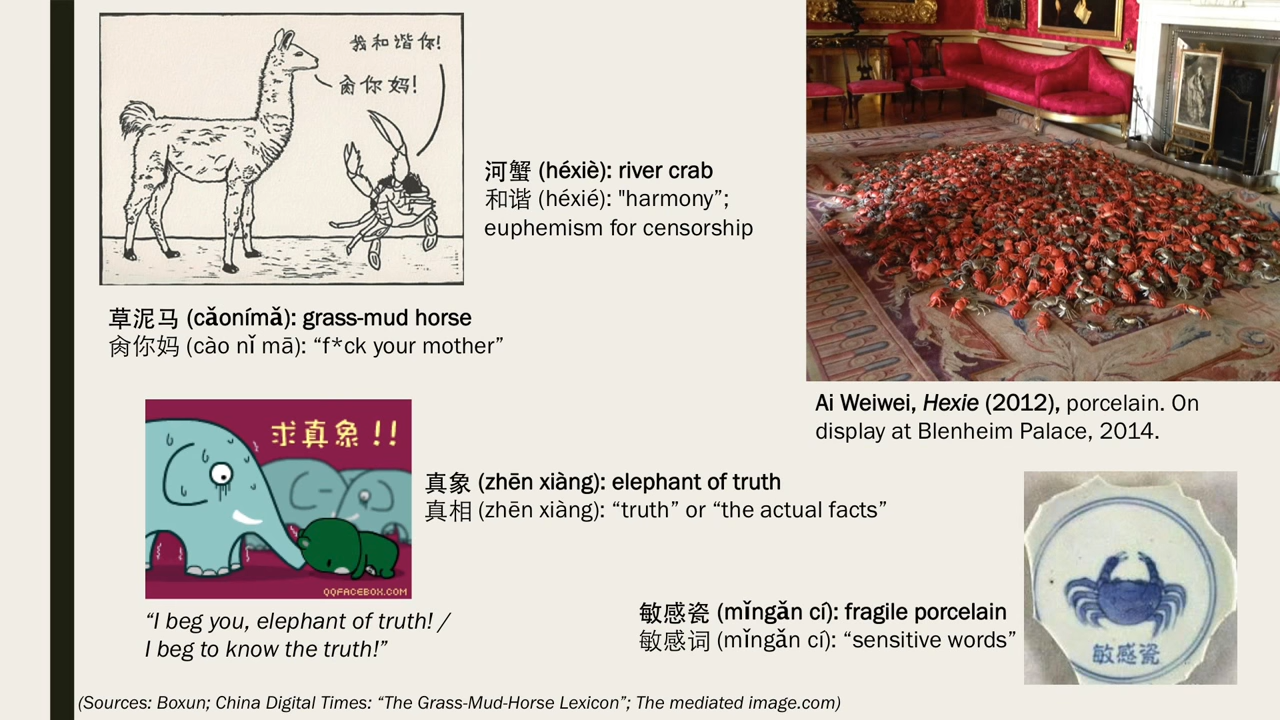 我和谐你!
肏你妈!
河蟹 (héxiè): river crab
和谐 (héxié): "harmony”;
euphemism for censorship
草泥马 (cǎonímǎ): grass-mud horse
肏你妈 (cào nǐ mā): “f*ck your mother”
Ai Weiwei, Hexie (2012), porcelain. On
display at Blenheim Palace, 2014.
求真象!!
QQFACEBOX.COM
真象 (zhēn xiàng): elephant of truth
真相 (zhēn xiàng): “truth” or “the actual facts”
“I beg you, elephant of truth! /
I beg to know the truth!”
敏感瓷 (mǐngǎn cí): fragile porcelain
敏感词 (mǐngǎn cí): “sensitive words”
敏感瓷
(Sources: Boxun; China Digital Times: “The Grass-Mud-Horse Lexicon”; The mediated image.com)